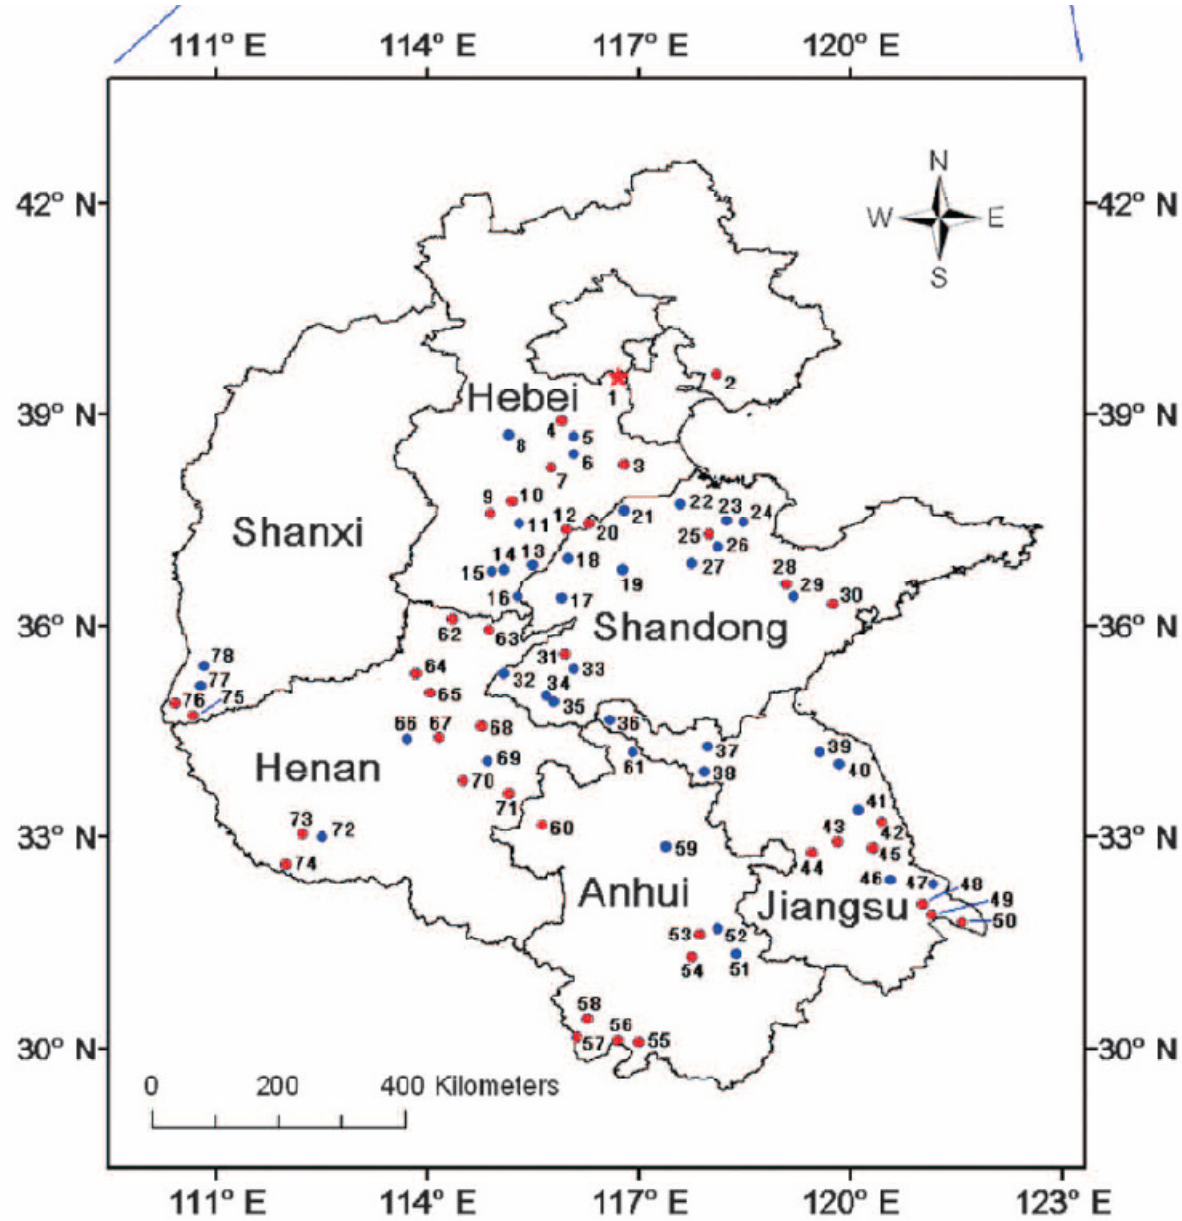 111° E 114° E 117° E 120° E
N
W E
S
42° N 42° N
2
1
Hebei
39° N 39° N
4 5
8
6
3
7
9 10
22 23 24
12 21
11 20
25
26
14 13 18
27
15 19
28
29
16 17
30
Shanxi
Shandong
36° N 36° N
62 63
31
33
78
64
32
34
77 75
76
65
35
36
66 67 68
37 39
69
61
38 40
Henan
70
71
41
73 72
60
43 42
33° N 33° N
59
44 45
74
46 47 48
Anhui
Jiangsu 49
50
53 52
54 51
58
56
57 55
30° N 30° N
0 200 400 Kilometers
111° E 114° E 117° E 120° E 123° E